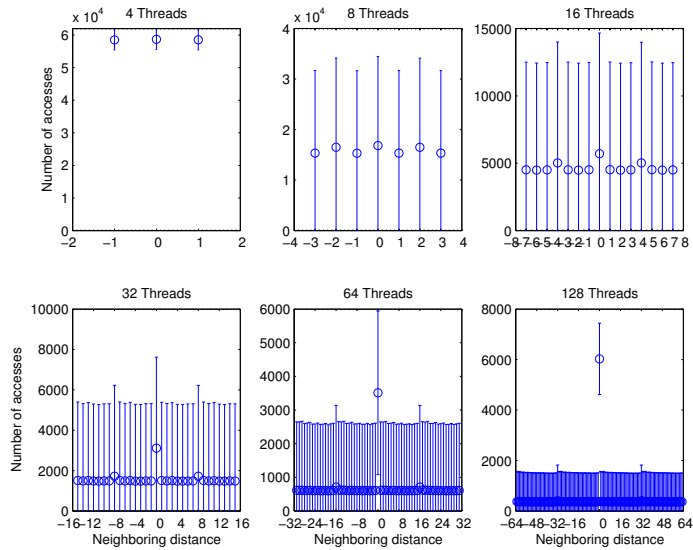 x 10⁴ 4 Threads
x 10⁴ 8 Threads
16 Threads
Number of accesses
6
5
4
3
2
1
0
−2 −1 0 1 2
4
3
2
1
0
−4 −3 −2 −1 0 1 2 3 4
15000
10000
5000
0
−8−7−6−5−4−3−2−1 0 1 2 3 4 5 6 7 8
32 Threads
64 Threads
128 Threads
Number of accesses
10000
8000
6000
4000
2000
0
−16 −12 −8 −4 0 4 8 12 16
Neighboring distance
6000
5000
4000
3000
2000
1000
0
−32−24−16 −8 0 8 16 24 32
Neighboring distance
8000
6000
4000
2000
0
−64−48−32−16 0 16 32 48 64
Neighboring distance